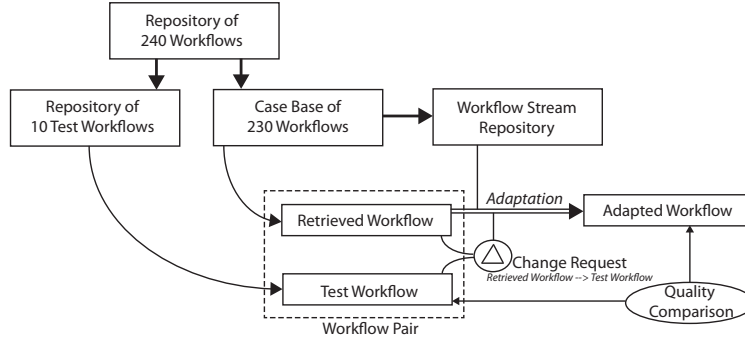 Repository of
240 Workflows
Repository of
10 Test Workflows
Case Base of
230 Workflows
Workflow Stream
Repository
Adaptation
Retrieved Workflow
Adapted Workflow
Change Request
Retrieved Workflow --> Test Workflow
Test Workflow
Quality
Comparison
Workflow Pair